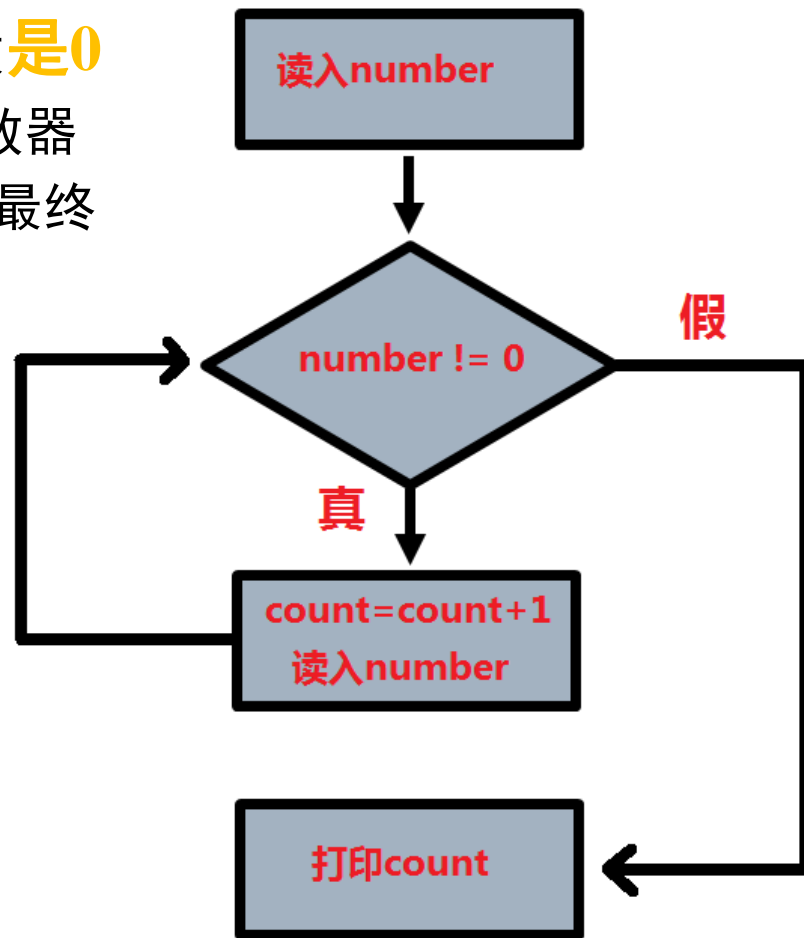 是0
数器
最终
读入number
number != 0
假
真
count=count+1
读入number
打印count